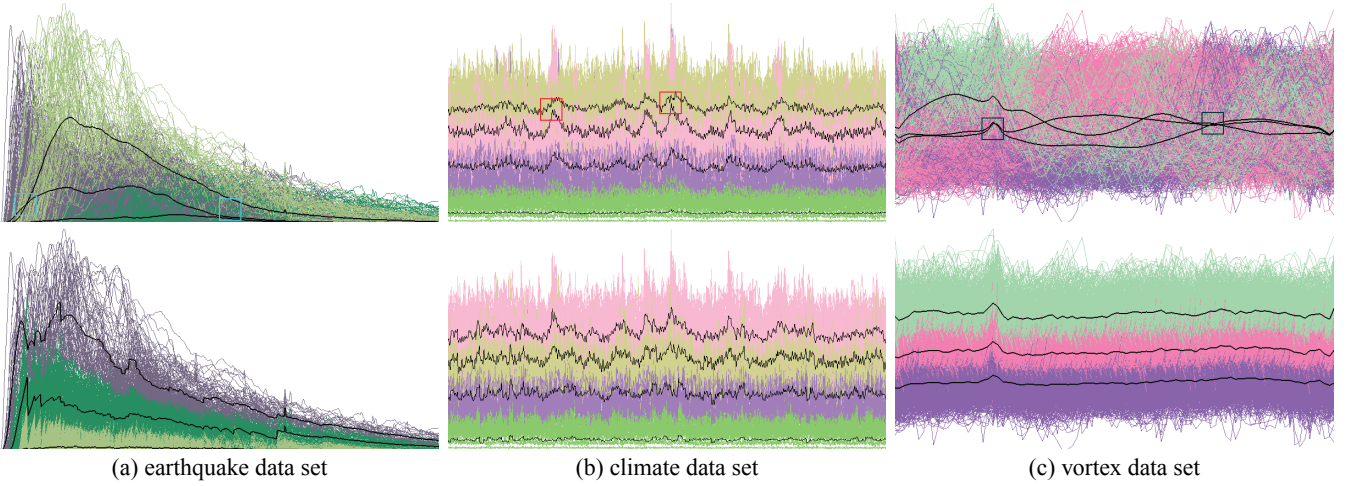 (a) earthquake data set
(b) climate data set
(c) vortex data set